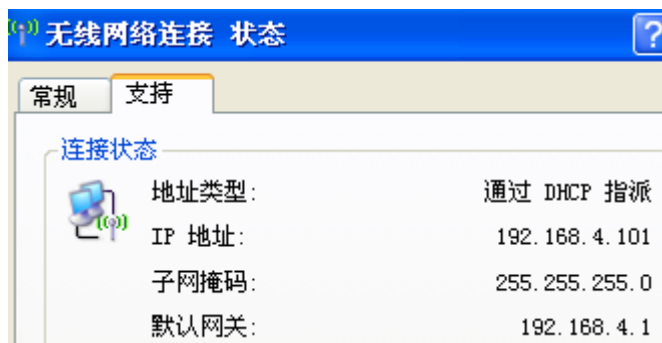 无线网络连接 状态
常规 支持
连接状态
地址类型: 通过 DHCP 指派
IP 地址: 192.168.4.101
子网掩码: 255.255.255.0
默认网关: 192.168.4.1